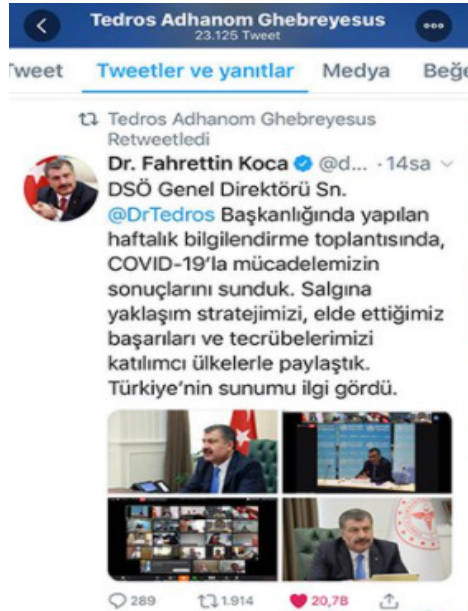 Tedros Adhanom Ghebreyesus
23.125 Tweet
Tweet Tweetler ve yanıtlar Medya Beğe
Tedros Adhanom Ghebreyesus
Retweetledi
Dr. Fahrettin Koca @d... · 14sa
DSÖ Genel Direktörü Sn.
@DrTedros Başkanlığında yapılan
haftalık bilgilendirme toplantısında,
COVID-19'la mücadelemizin
sonuçlarını sunduk. Salgına
yaklaşım stratejimizi, elde ettiğimiz
başarıları ve tecrübelerimizi
katılımcı ülkelerle paylaştık.
Türkiye'nin sunumu ilgi gördü.
289 1.914 20,7B